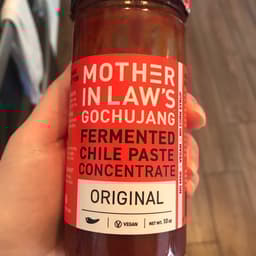 MOTHER
IN LAW'S
GOCHUJANG
FERMENTED
CHILE PASTE
CONCENTRATE
ORIGINAL
VEGAN
NET WT. 10 oz